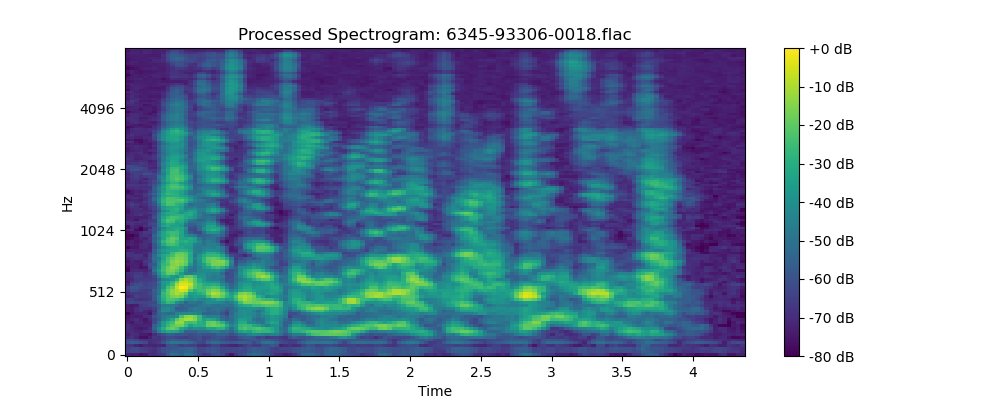 Processed Spectrogram: 6345-93306-0018.flac
Hz
4096
2048
1024
512
0
0 0.5 1 1.5 2 2.5 3 3.5 4
Time
+0 dB
-10 dB
-20 dB
-30 dB
-40 dB
-50 dB
-60 dB
-70 dB
-80 dB